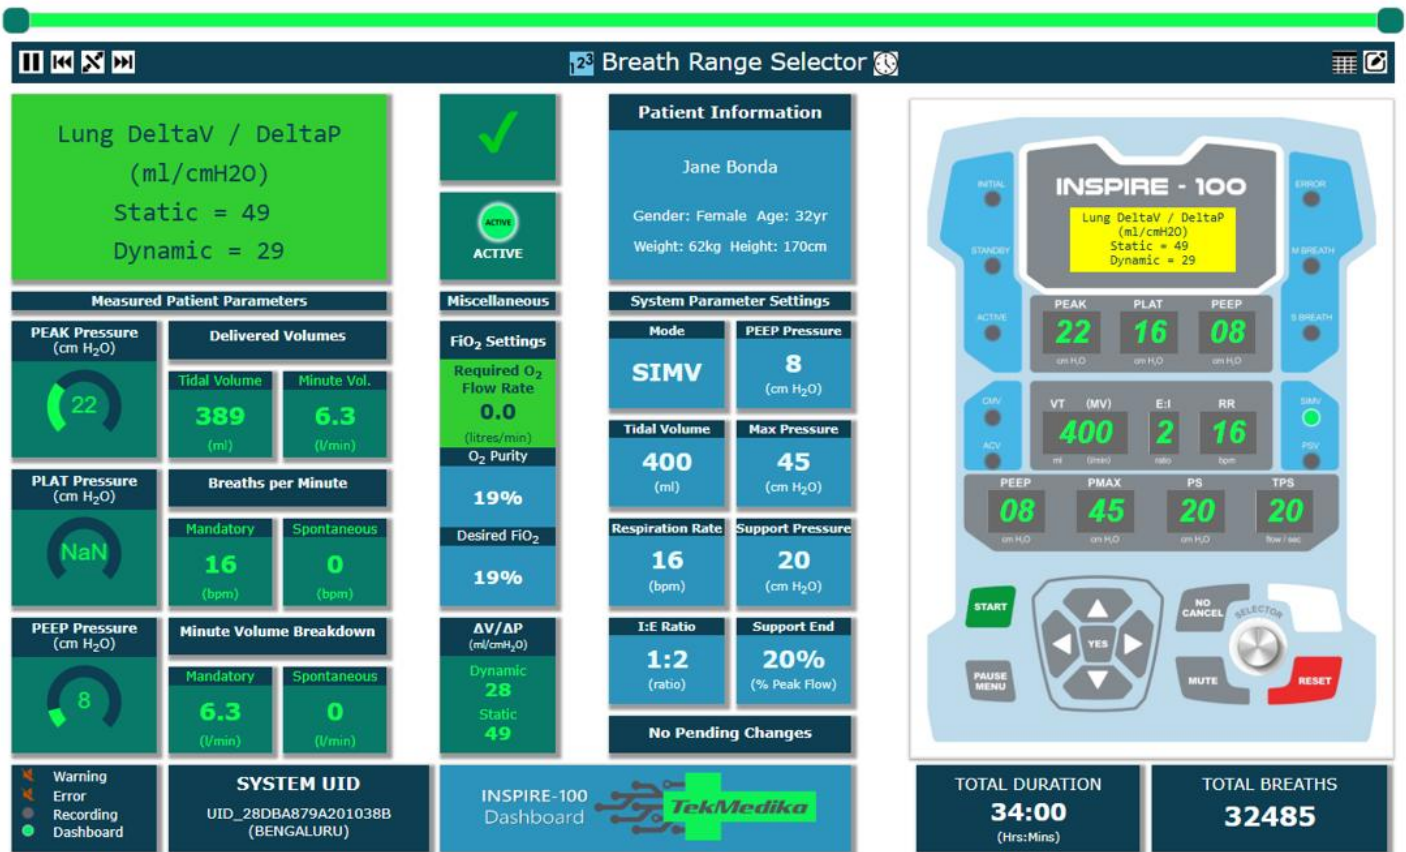 123 Breath Range Selector
Lung DeltaV / DeltaP
(ml/cmH2O)
Static = 49
Dynamic = 29
ACTIVE
ACTIVE
Patient Information
Jane Bonda
Gender: Female Age: 32yr
Weight: 62kg Height: 170cm
Measured Patient Parameters
PEAK Pressure
(cm H2O)
22
Delivered Volumes
Tidal Volume
389
(ml)
Minute Vol.
6.3
(l/min)
PLAT Pressure
(cm H2O)
NaN
Breaths per Minute
Mandatory
16
(bpm)
Spontaneous
0
(bpm)
PEEP Pressure
(cm H2O)
8
Minute Volume Breakdown
Mandatory
6.3
(l/min)
Spontaneous
0
(l/min)
Miscellaneous
FiO2 Settings
Required O2
Flow Rate
0.0
(litres/min)
O2 Purity
19%
Desired FiO2
19%
ΔV/ΔP
(ml/cmH2O)
Dynamic
28
Static
49
System Parameter Settings
Mode
SIMV
PEEP Pressure
8
(cm H2O)
Tidal Volume
400
(ml)
Max Pressure
45
(cm H2O)
Respiration Rate
16
(bpm)
Support Pressure
20
(cm H2O)
I:E Ratio
1:2
(ratio)
Support End
20%
(% Peak Flow)
No Pending Changes
INSPIRE - 100
Lung DeltaV / DeltaP
(ml/cmH2O)
Static = 49
Dynamic = 29
INITIAL
STANDBY
ACTIVE
ERROR
M BREATH
S BREATH
PEAK PLAT PEEP
22 16 08
cm H2O cm H2O cm H2O
CMV
ACV
VT (MV) E:I RR
400 2 16
ml (l/min) ratio bpm
SIMV
PSV
PEEP PMAX PS TPS
08 45 20 20
cm H2O cm H2O cm H2O flow / sec
START
PAUSE
MENU
YES
NO
CANCEL
SELECTOR
MUTE
RESET
Warning
Error
Recording
Dashboard
SYSTEM UID
UID_28DBA879A201038B
(BENGALURU)
INSPIRE-100
Dashboard
TekMedika
TOTAL DURATION
34:00
(Hrs:Mins)
TOTAL BREATHS
32485